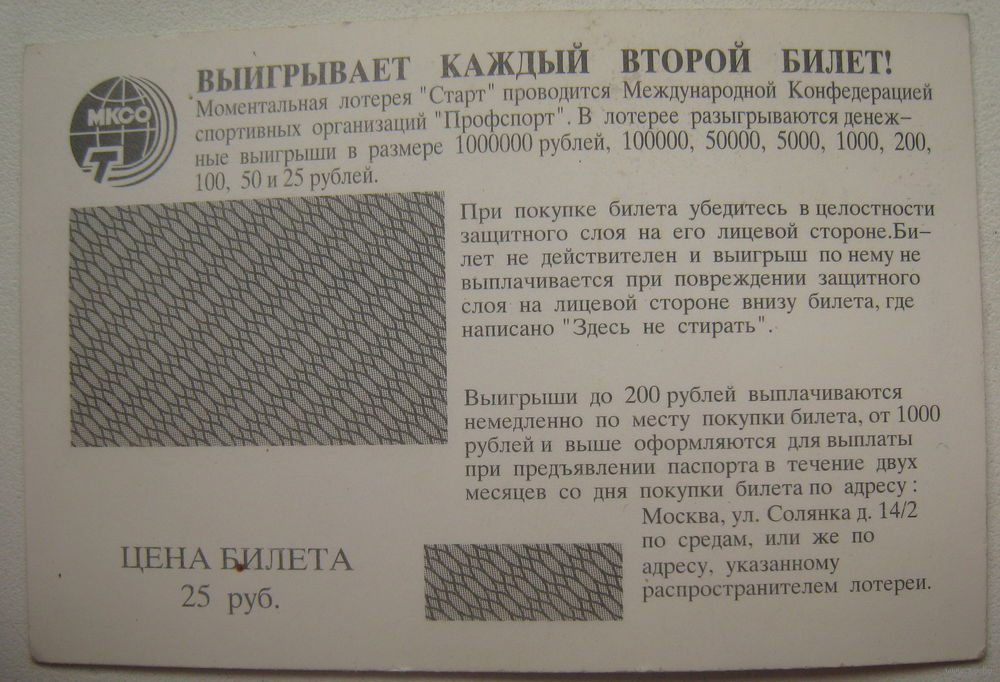 МКСО
ВЫИГРЫВАЕТ КАЖДЫЙ ВТОРОЙ БИЛЕТ!
Моментальная лотерея "Старт" проводится Международной Конфедерацией
спортивных организаций "Профспорт". В лотерее разыгрываются денеж–
ные выигрыши в размере 1000000 рублей, 100000, 50000, 5000, 1000, 200,
100, 50 и 25 рублей.
При покупке билета убедитесь в целостности
защитного слоя на его лицевой стороне.Би–
лет не действителен и выигрыш по нему не
выплачивается при повреждении защитного
слоя на лицевой стороне внизу билета, где
написано "Здесь не стирать".
Выигрыши до 200 рублей выплачиваются
немедленно по месту покупки билета, от 1000
рублей и выше оформляются для выплаты
при предъявлении паспорта в течение двух
месяцев со дня покупки билета по адресу :
Москва, ул. Солянка д. 14/2
по средам, или же по
адресу, указанному
распространителем лотереи.
ЦЕНА БИЛЕТА
25 руб.